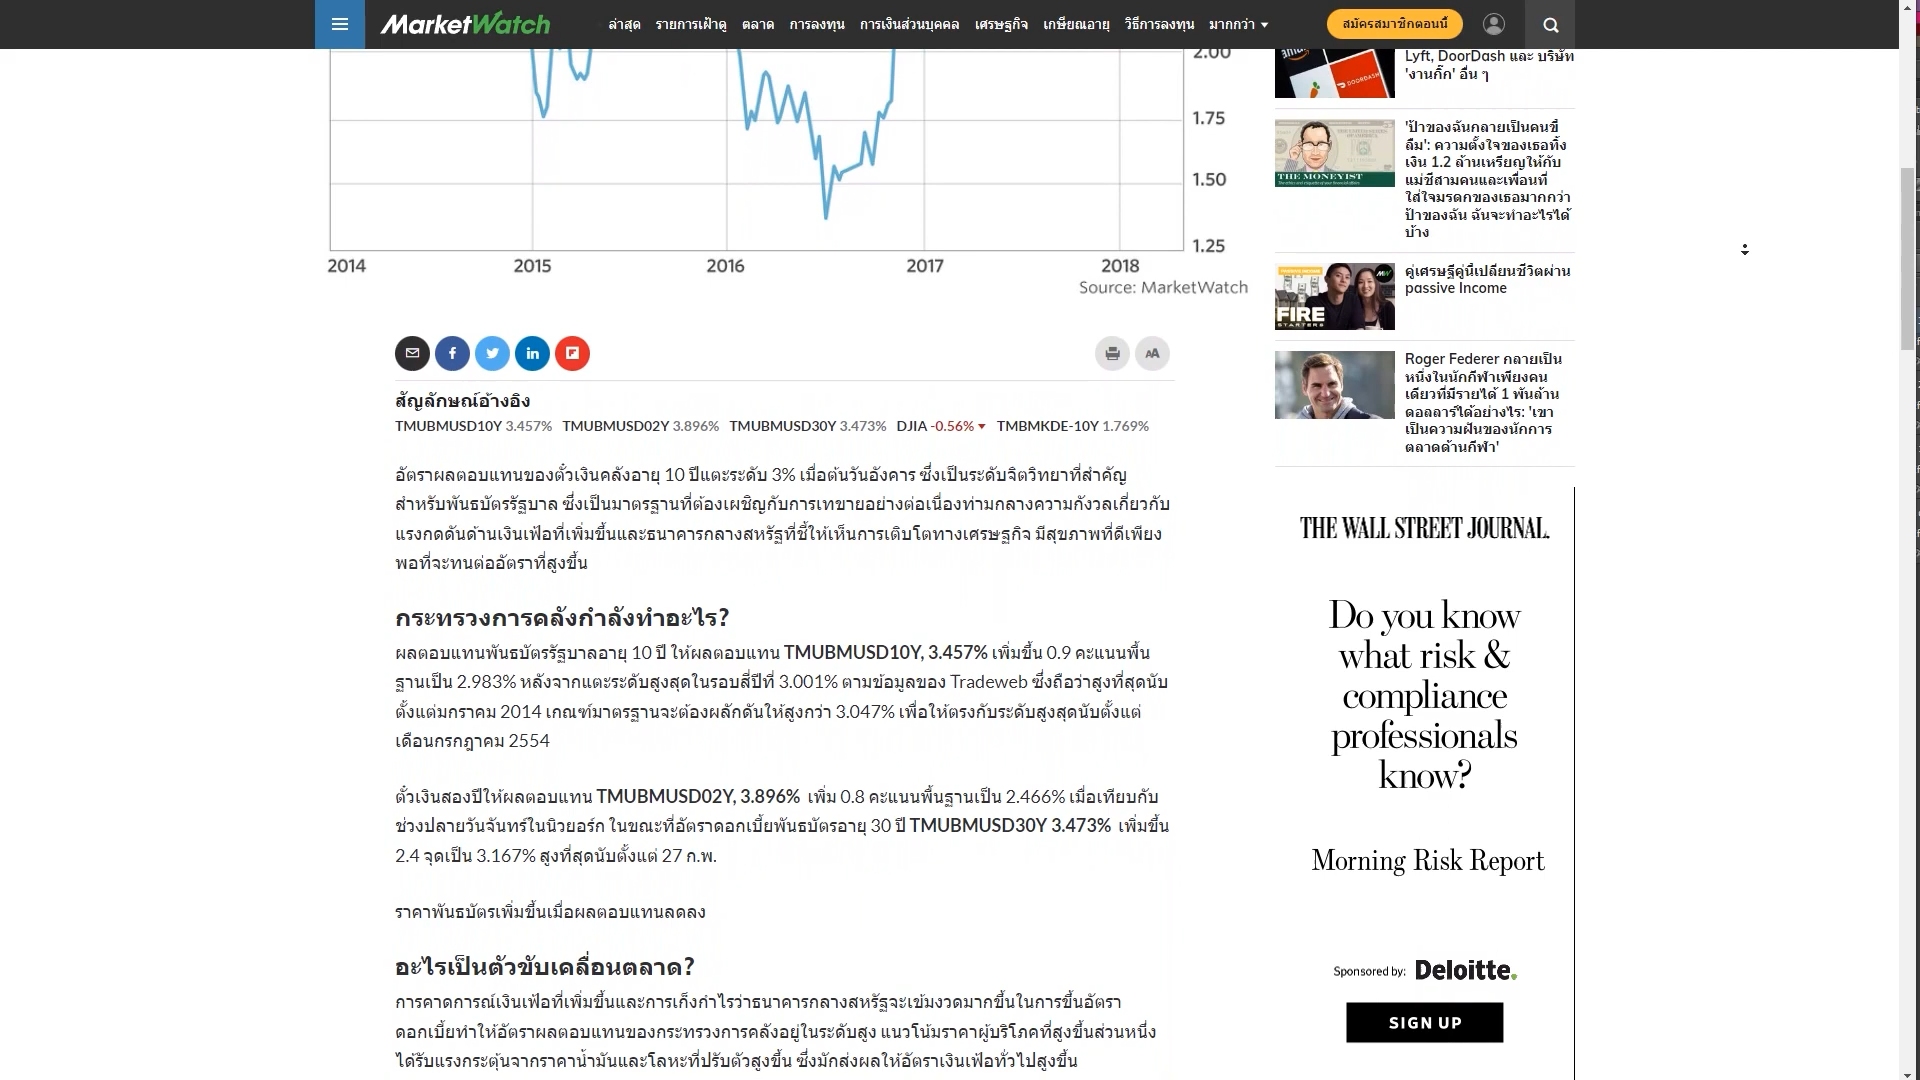 MarketWatch
ล่าสุด รายการเฝ้าดู ตลาด การลงทุน การเงินส่วนบุคคล เศรษฐกิจ เกษียณอายุ วิธีการลงทุน มากกว่า
สมัครสมาชิกตอนนี้
2.00
1.75
1.50
1.25
2014 2015 2016 2017 2018
Source: MarketWatch
สัญลักษณ์อ้างอิง
TMUBMUSD10Y 3.457% TMUBMUSD02Y 3.896% TMUBMUSD30Y 3.473% DJIA -0.56% TMBMKDE-10Y 1.769%
อัตราผลตอบแทนของตั๋วเงินคลังอายุ 10 ปีแตะระดับ 3% เมื่อต้นวันอังคาร ซึ่งเป็นระดับจิตวิทยาที่สำคัญ
สำหรับพันธบัตรรัฐบาล ซึ่งเป็นมาตรฐานที่ต้องเผชิญกับการเทขายอย่างต่อเนื่องท่ามกลางความกังวลเกี่ยวกับ
แรงกดดันด้านเงินเฟ้อที่เพิ่มขึ้นและธนาคารกลางสหรัฐที่ชี้ให้เห็นการเติบโตทางเศรษฐกิจ มีสุขภาพที่ดีเพียง
พอที่จะทนต่ออัตราที่สูงขึ้น
กระทรวงการคลังกำลังทำอะไร?
ผลตอบแทนพันธบัตรรัฐบาลอายุ 10 ปี ให้ผลตอบแทน TMUBMUSD10Y, 3.457% เพิ่มขึ้น 0.9 คะแนนพื้น
ฐานเป็น 2.983% หลังจากแตะระดับสูงสุดในรอบสี่ปีที่ 3.001% ตามข้อมูลของ Tradeweb ซึ่งถือว่าสูงที่สุดนับ
ตั้งแต่มกราคม 2014 เกณฑ์มาตรฐานจะต้องผลักดันให้สูงกว่า 3.047% เพื่อให้ตรงกับระดับสูงสุดนับตั้งแต่
เดือนกรกฎาคม 2554
ตั๋วเงินสองปีให้ผลตอบแทน TMUBMUSD02Y, 3.896% เพิ่ม 0.8 คะแนนพื้นฐานเป็น 2.466% เมื่อเทียบกับ
ช่วงปลายวันจันทร์ในนิวยอร์ก ในขณะที่อัตราดอกเบี้ยพันธบัตรอายุ 30 ปี TMUBMUSD30Y 3.473% เพิ่มขึ้น
2.4 จุดเป็น 3.167% สูงที่สุดนับตั้งแต่ 27 ก.พ.
ราคาพันธบัตรเพิ่มขึ้นเมื่อผลตอบแทนลดลง
อะไรเป็นตัวขับเคลื่อนตลาด?
การคาดการณ์เงินเฟ้อที่เพิ่มขึ้นและการเก็งกำไรว่าธนาคารกลางสหรัฐจะเข้มงวดมากขึ้นในการขึ้นอัตรา
ดอกเบี้ยทำให้อัตราผลตอบแทนของกระทรวงการคลังอยู่ในระดับสูง แนวโน้มราคาผู้บริโภคที่สูงขึ้นส่วนหนึ่ง
ได้รับแรงกระตุ้นจากราคาน้ำมันและโลหะที่ปรับตัวสูงขึ้น ซึ่งมักส่งผลให้อัตราเงินเฟ้อทั่วไปสูงขึ้น
Lyft, DoorDash และ บริษัท
'งานกิ๊ก' อื่น ๆ
DOORDASH
'ป้าของฉันกลายเป็นคนขี้
ลืม': ความตั้งใจของเธอทิ้ง
เงิน 1.2 ล้านเหรียญให้กับ
แม่ชีสามคนและเพื่อนที่
ใส่ใจมรดกของเธอมากกว่า
ป้าของฉัน ฉันจะทำอะไรได้
บ้าง
THE MONEYIST
คู่เศรษฐีคู่นี้เปลี่ยนชีวิตผ่าน
passive Income
FIRE
STARTERS
Roger Federer กลายเป็น
หนึ่งในนักกีฬาเพียงคน
เดียวที่มีรายได้ 1 พันล้าน
ดอลลาร์ได้อย่างไร: 'เขา
เป็นความฝันของนักการ
ตลาดด้านกีฬา'
THE WALL STREET JOURNAL.
Do you know
what risk &
compliance
professionals
know?
Morning Risk Report
Sponsored by: Deloitte.
SIGN UP